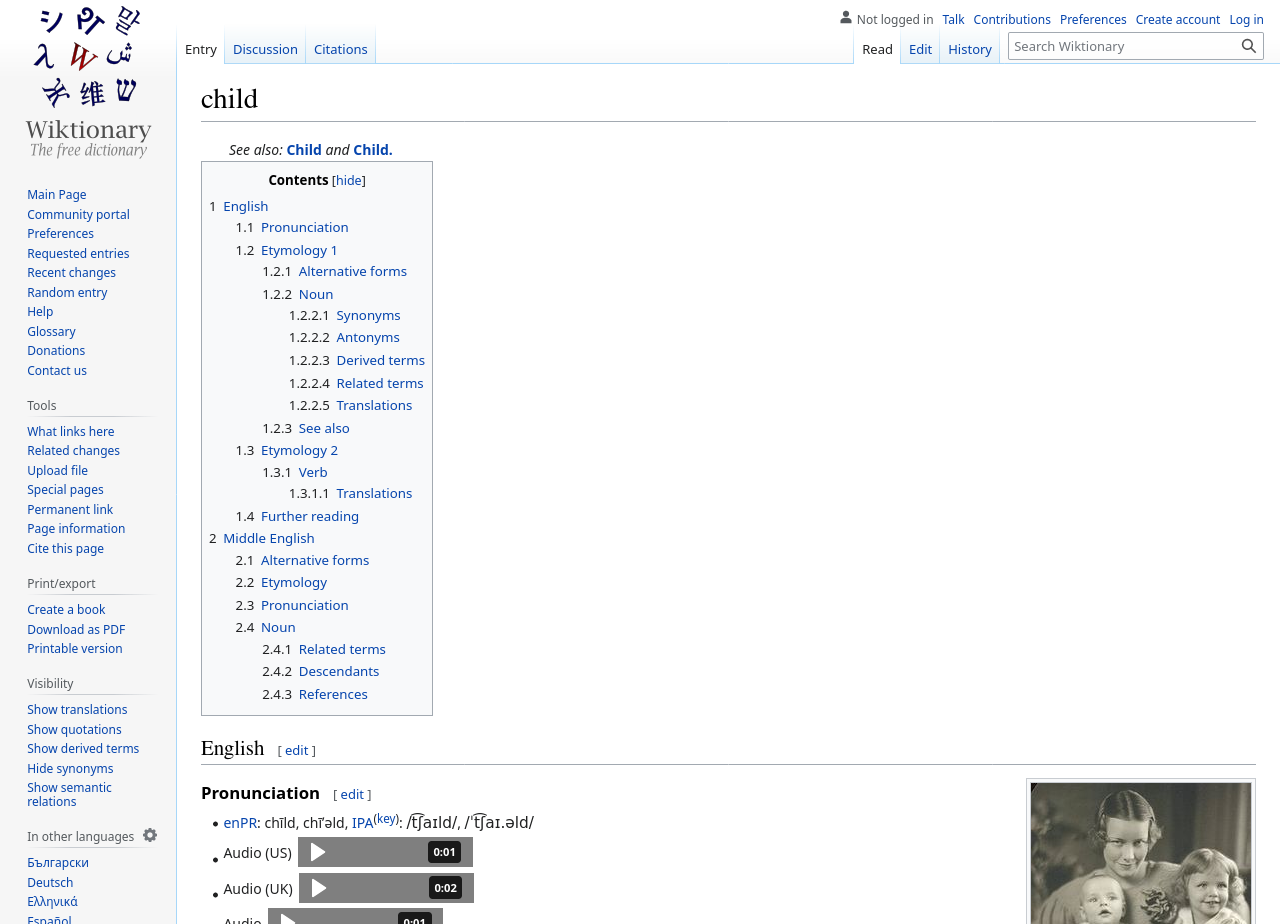 Not logged in Talk Contributions Preferences Create account Log in
Entry Discussion Citations Read Edit History Search Wiktionary
Wiktionary
The free dictionary
Main Page
Community portal
Preferences
Requested entries
Recent changes
Random entry
Help
Glossary
Donations
Contact us
Tools
What links here
Related changes
Upload file
Special pages
Permanent link
Page information
Cite this page
Print/export
Create a book
Download as PDF
Printable version
Visibility
Show translations
Show quotations
Show derived terms
Hide synonyms
Show semantic
relations
In other languages
Български
Deutsch
Ελληνικά
Español
child
See also: Child and Child.
Contents [hide]
1 English
1.1 Pronunciation
1.2 Etymology 1
1.2.1 Alternative forms
1.2.2 Noun
1.2.2.1 Synonyms
1.2.2.2 Antonyms
1.2.2.3 Derived terms
1.2.2.4 Related terms
1.2.2.5 Translations
1.2.3 See also
1.3 Etymology 2
1.3.1 Verb
1.3.1.1 Translations
1.4 Further reading
2 Middle English
2.1 Alternative forms
2.2 Etymology
2.3 Pronunciation
2.4 Noun
2.4.1 Related terms
2.4.2 Descendants
2.4.3 References
English [ edit ]
Pronunciation [ edit ]
• enPR: chīld, chīʹəld, IPA(key): /t͡ʃaɪld/, /ˈt͡ʃaɪ.əld/
• Audio (US) 0:01
• Audio (UK) 0:02
Audio 0:01